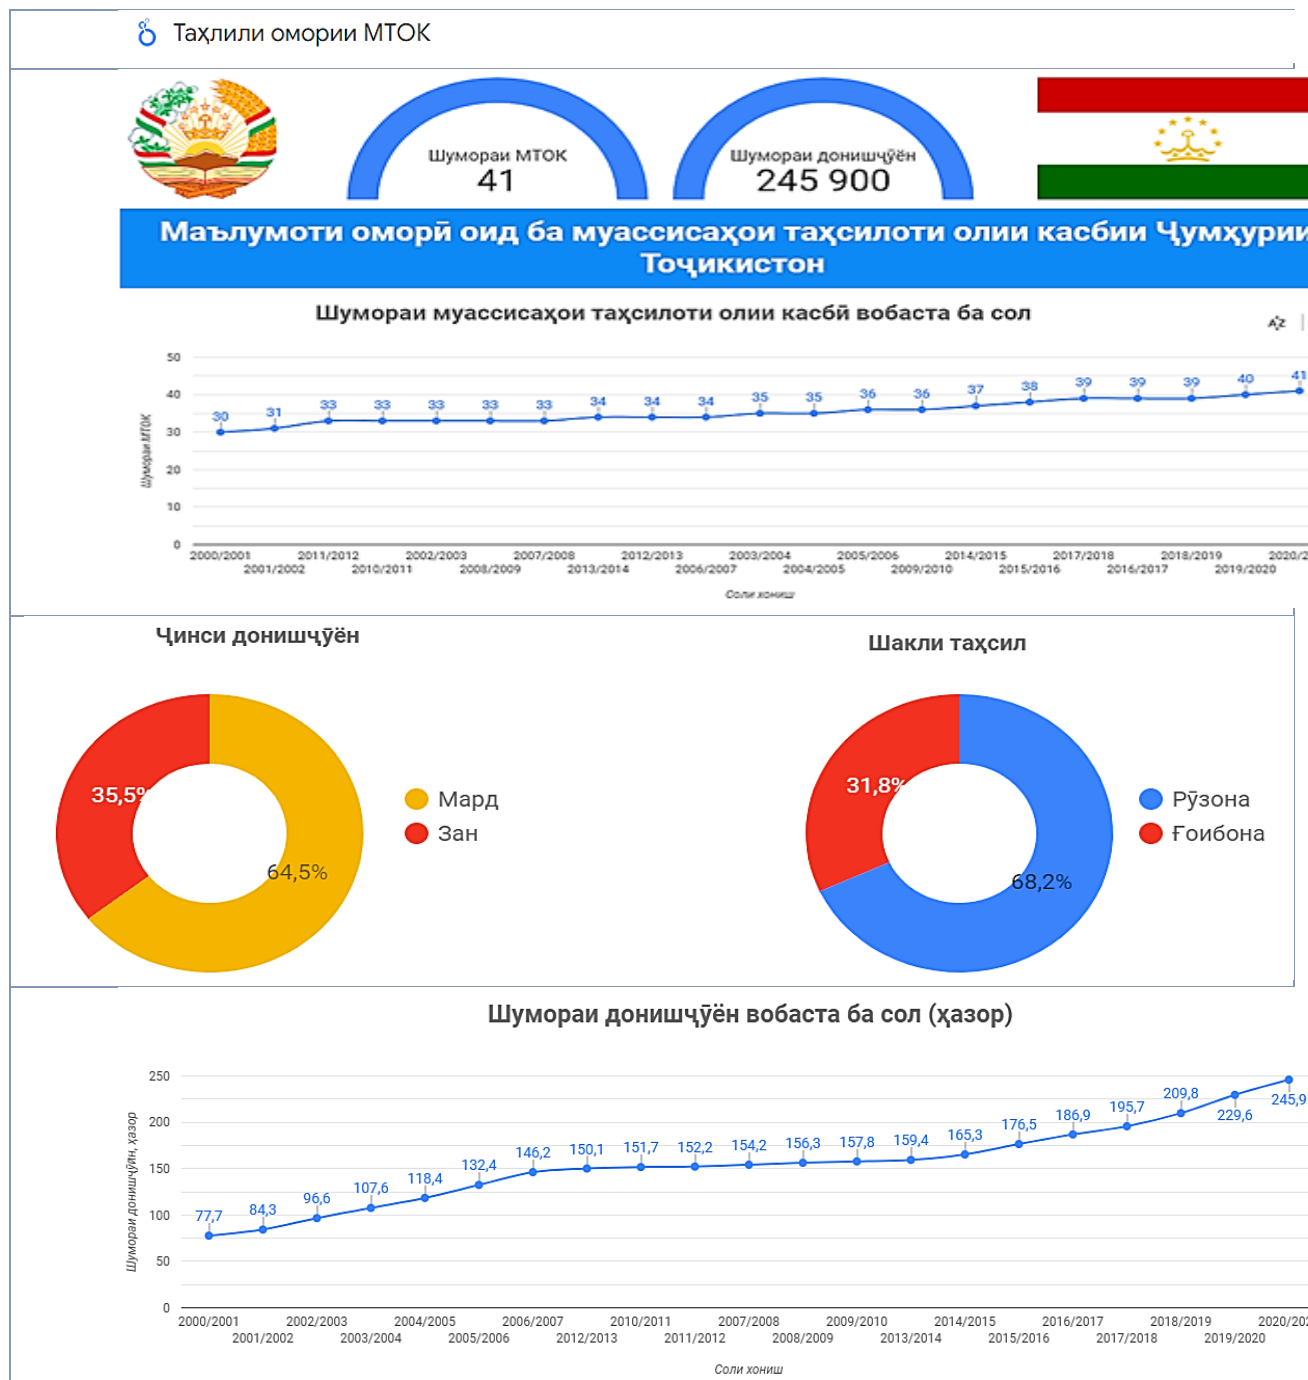 Таҳлили омории МТОК
Шумораи МТОК
41
Шумораи донишҷӯён
245 900
Маълумоти оморӣ оид ба муассисаҳои таҳсилоти олии касбии Ҷумҳурии
Тоҷикистон
Шумораи муассисаҳои таҳсилоти олии касбӣ вобаста ба сол
AZ
50
40
30
20
10
0
Шумораи МТОК
30 31 33 33 33 33 33 34 34 34 35 35 36 36 37 38 39 39 39 40 41
2000/2001 2011/2012 2002/2003 2007/2008 2012/2013 2003/2004 2005/2006 2014/2015 2017/2018 2018/2019 2020/2
2001/2002 2010/2011 2008/2009 2013/2014 2006/2007 2004/2005 2009/2010 2015/2016 2016/2017 2019/2020
Соли хониш
Ҷинси донишҷӯён
35,5%
64,5%
Мард
Зан
Шакли таҳсил
31,8%
68,2%
Рӯзона
Ғоибона
Шумораи донишҷӯён вобаста ба сол (ҳазор)
250
200
150
100
50
0
Шумораи донишҷӯён, ҳазор
77,7 84,3 96,6 107,6 118,4 132,4 146,2 150,1 151,7 152,2 154,2 156,3 157,8 159,4 165,3 176,5 186,9 195,7 209,8 229,6 245,9
2000/2001 2002/2003 2004/2005 2006/2007 2010/2011 2007/2008 2009/2010 2014/2015 2016/2017 2018/2019 2020/202
2001/2002 2003/2004 2005/2006 2012/2013 2011/2012 2008/2009 2013/2014 2015/2016 2017/2018 2019/2020
Соли хониш